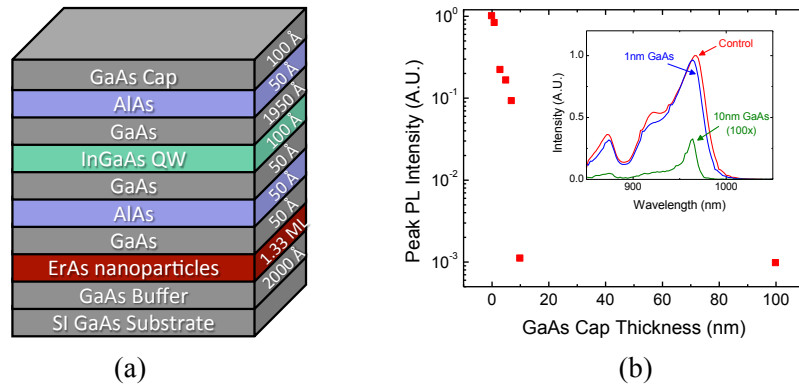 100 Å
GaAs Cap
50 Å
AlAs
1950 Å
GaAs
100 Å
InGaAs QW
50 Å
GaAs
50 Å
AlAs
50 Å
GaAs
1.33 ML
ErAs nanoparticles
2000 Å
GaAs Buffer
SI GaAs Substrate
(a)
Peak PL Intensity (A.U.)
10⁰
10⁻¹
10⁻²
10⁻³
0 20 40 60 80 100
GaAs Cap Thickness (nm)
Intensity (A.U.)
1.0
0.5
0.0
900 1000
Wavelength (nm)
Control
1nm GaAs
10nm GaAs
(100x)
(b)